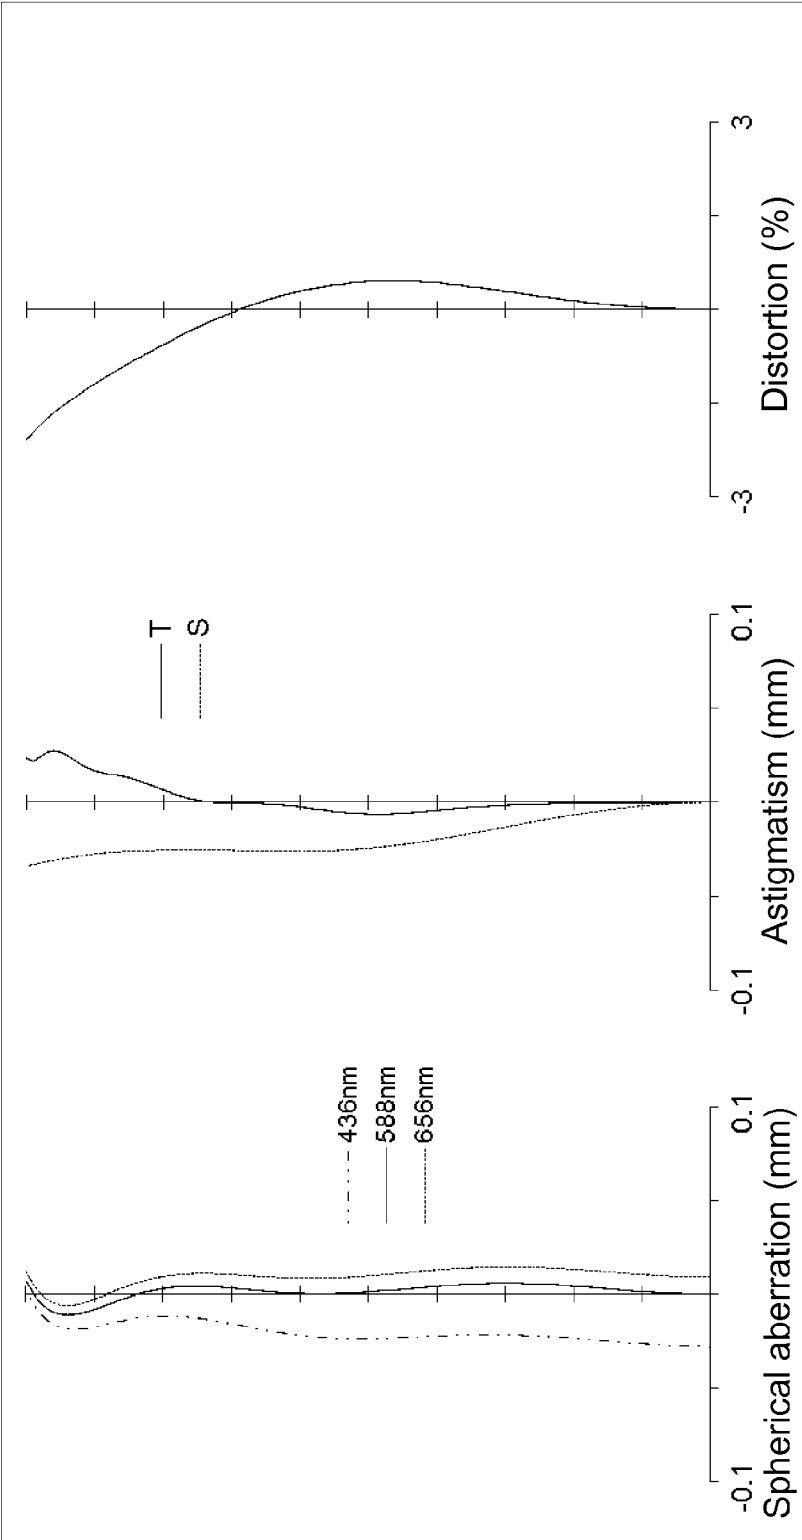 -0.1
0.1
Spherical aberration (mm)
436nm
588nm
656nm
-0.1
0.1
Astigmatism (mm)
T
S
-3
3
Distortion (%)